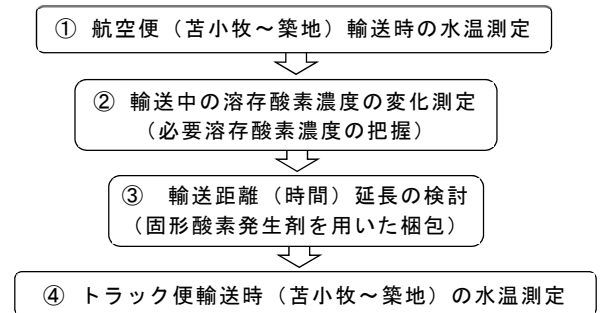 ① 航空便（苫小牧～築地）輸送時の水温測定
② 輸送中の溶存酸素濃度の変化測定
（必要溶存酸素濃度の把握）
③　輸送距離（時間）延長の検討
（固形酸素発生剤を用いた梱包）
④ トラック便輸送時（苫小牧～築地）の水温測定